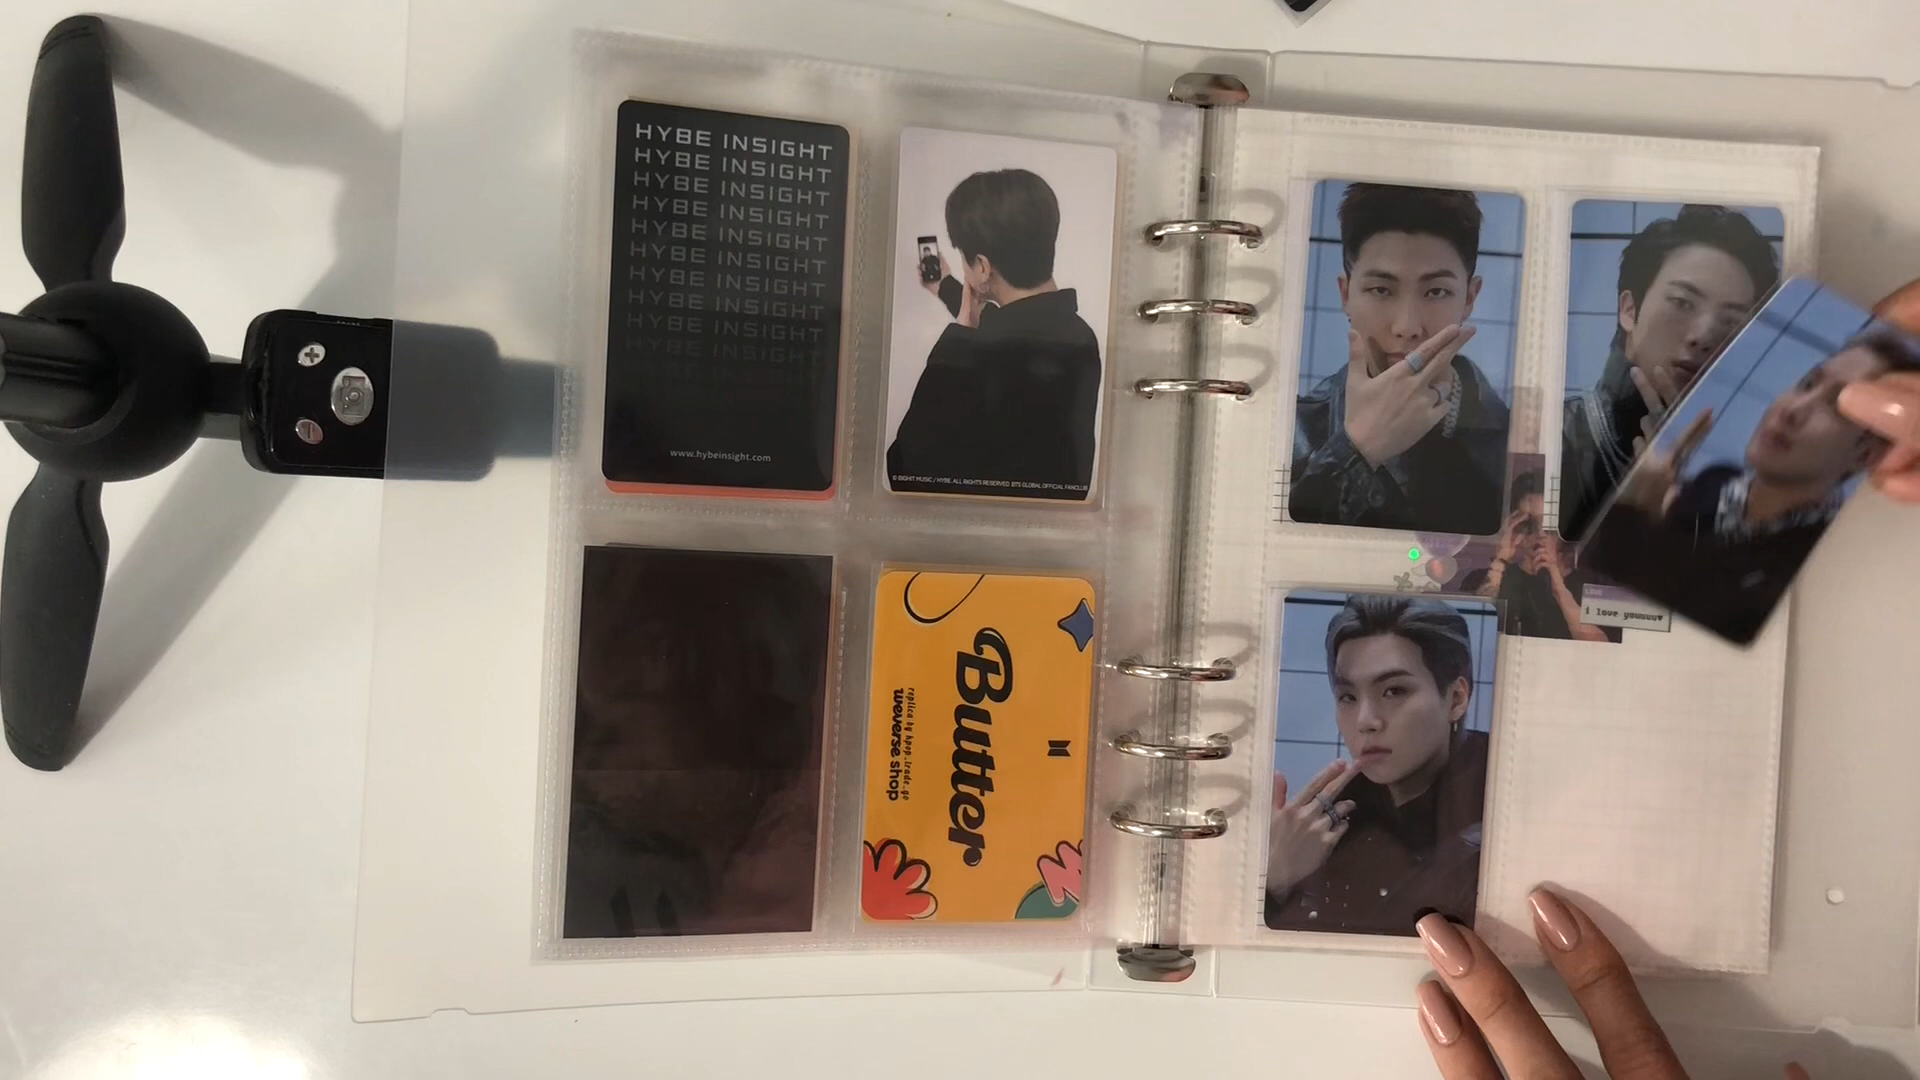 HYBE INSIGHT
HYBE INSIGHT
HYBE INSIGHT
HYBE INSIGHT
HYBE INSIGHT
HYBE INSIGHT
HYBE INSIGHT
HYBE INSIGHT
HYBE INSIGHT
HYBE INSIGHT
www.hybeinsight.com
© BIGHIT MUSIC / HYBE. ALL RIGHTS RESERVED. BTS GLOBAL OFFICIAL FANCLUB
Butter
replica by kpop.trade.go
weverse shop
LOVE
i love youuuu♥